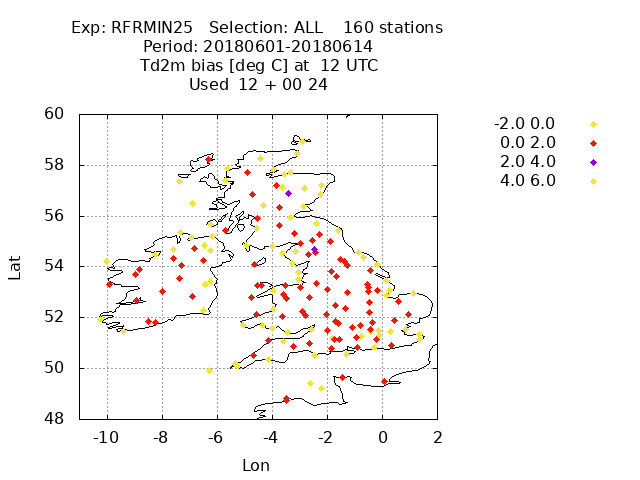 Exp: RFRMIN25 Selection: ALL 160 stations
Period: 20180601-20180614
Td2m bias [deg C] at 12 UTC
Used 12 + 00 24
-2.0 0.0
0.0 2.0
2.0 4.0
4.0 6.0
60
58
56
54
52
50
48
Lat
-10 -8 -6 -4 -2 0 2
Lon